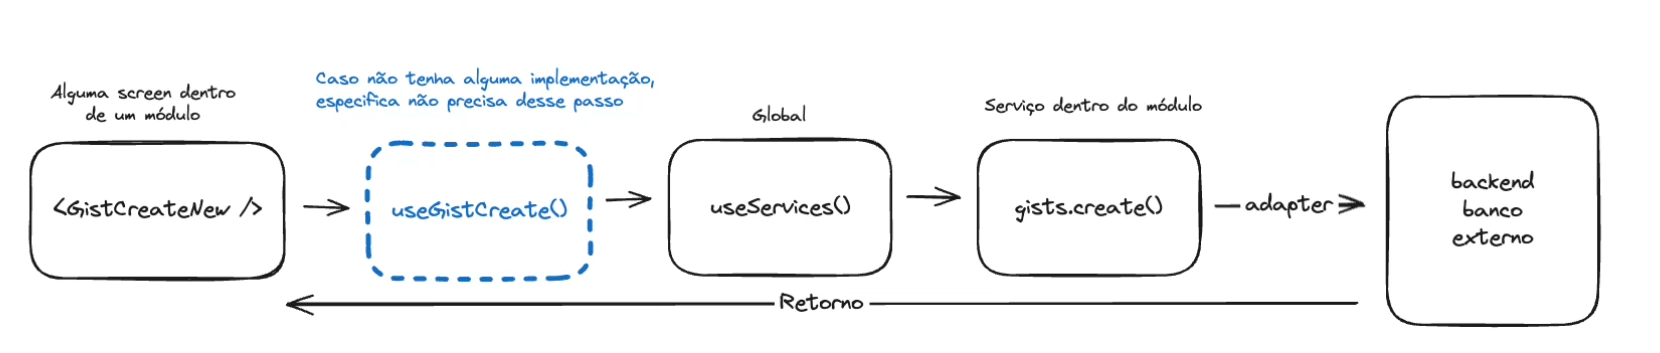 Alguma screen dentro
de um módulo
<GistCreateNew />
Caso não tenha alguma implementação,
especifica não precisa desse passo
useGistCreate()
Global
useServices()
Serviço dentro do módulo
gists.create()
adapter
backend
banco
externo
Retorno